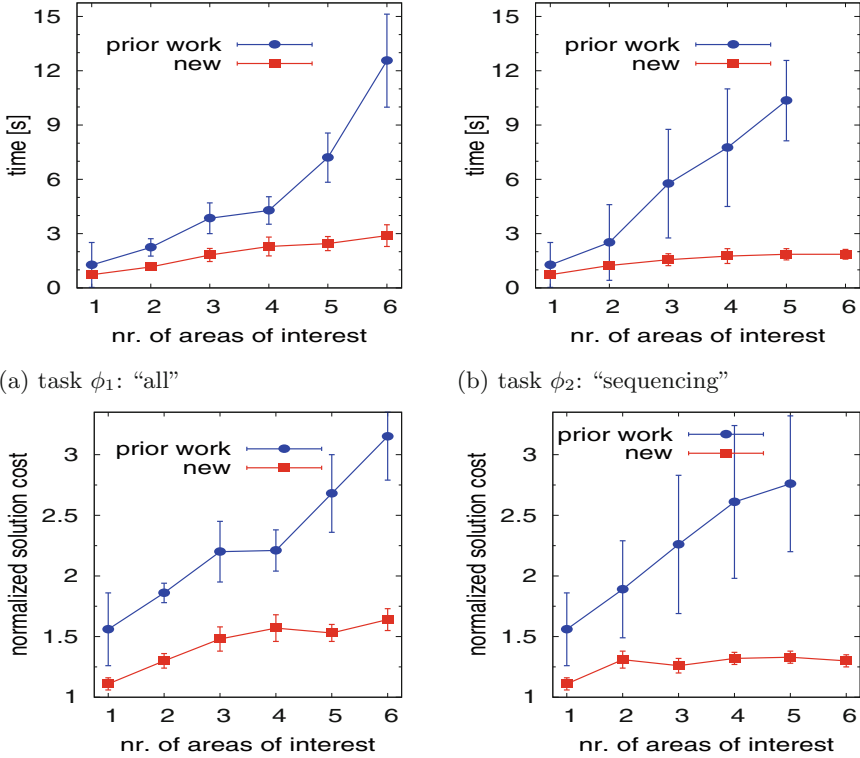 15
12
9
6
3
0
time [s]
prior work
new
1 2 3 4 5 6
nr. of areas of interest
15
12
9
6
3
0
time [s]
prior work
new
1 2 3 4 5 6
nr. of areas of interest
(a) task ϕ₁: “all”
(b) task ϕ₂: “sequencing”
3
2.5
2
1.5
1
normalized solution cost
prior work
new
1 2 3 4 5 6
nr. of areas of interest
3
2.5
2
1.5
1
normalized solution cost
prior work
new
1 2 3 4 5 6
nr. of areas of interest